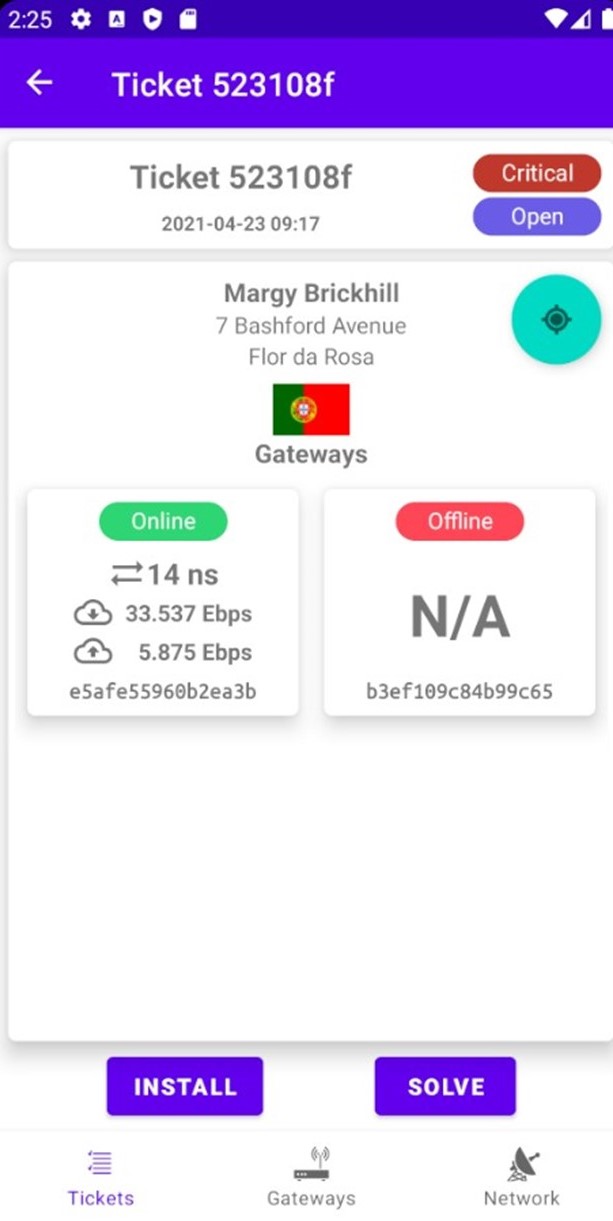 2:25
Ticket 523108f
Ticket 523108f
Critical
2021-04-23 09:17
Open
Margy Brickhill
7 Bashford Avenue
Flor da Rosa
Gateways
Online
14 ns
33.537 Ebps
5.875 Ebps
e5afe55960b2ea3b
Offline
N/A
b3ef109c84b99c65
INSTALL
SOLVE
Tickets
Gateways
Network